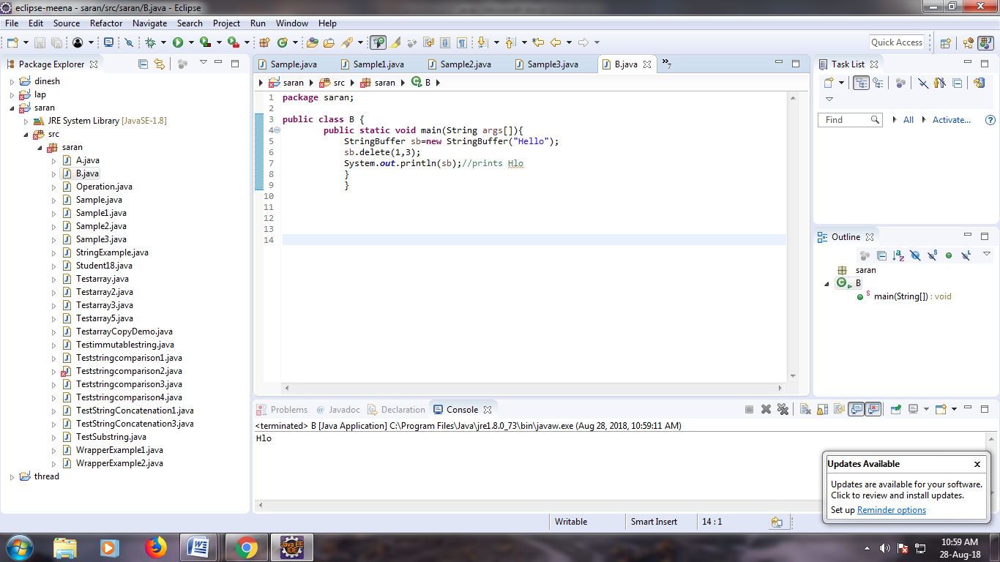 eclipse-meena - saran/src/saran/B.java - Eclipse
File Edit Source Refactor Navigate Search Project Run Window Help
Quick Access
Package Explorer
dinesh
lap
saran
JRE System Library [JavaSE-1.8]
src
saran
A.java
B.java
Operation.java
Sample.java
Sample1.java
Sample2.java
Sample3.java
StringExample.java
Student18.java
Testarray.java
Testarray2.java
Testarray3.java
Testarray5.java
TestarrayCopyDemo.java
Testimmutablestring.java
Teststringcomparison1.java
Teststringcomparison2.java
Teststringcomparison3.java
Teststringcomparison4.java
TestStringConcatenation1.java
TestStringConcatenation3.java
TestSubstring.java
WrapperExample1.java
WrapperExample2.java
thread
Sample.java Sample1.java Sample2.java Sample3.java B.java »7
saran src saran B
1 package saran;
2
3 public class B {
4 public static void main(String args[]){
5 StringBuffer sb=new StringBuffer("Hello");
6 sb.delete(1,3);
7 System.out.println(sb);//prints Hlo
8 }
9 }
10
11
12
13
14
Task List
Find All Activate...
Outline
saran
B
main(String[]) : void
Problems @ Javadoc Declaration Console
<terminated> B [Java Application] C:\Program Files\Java\jre1.8.0_73\bin\javaw.exe (Aug 28, 2018, 10:59:11 AM)
Hlo
Updates Available
Updates are available for your software.
Click to review and install updates.
Set up Reminder options
Writable Smart Insert 14 : 1
Java EE
IDE
10:59 AM
28-Aug-18